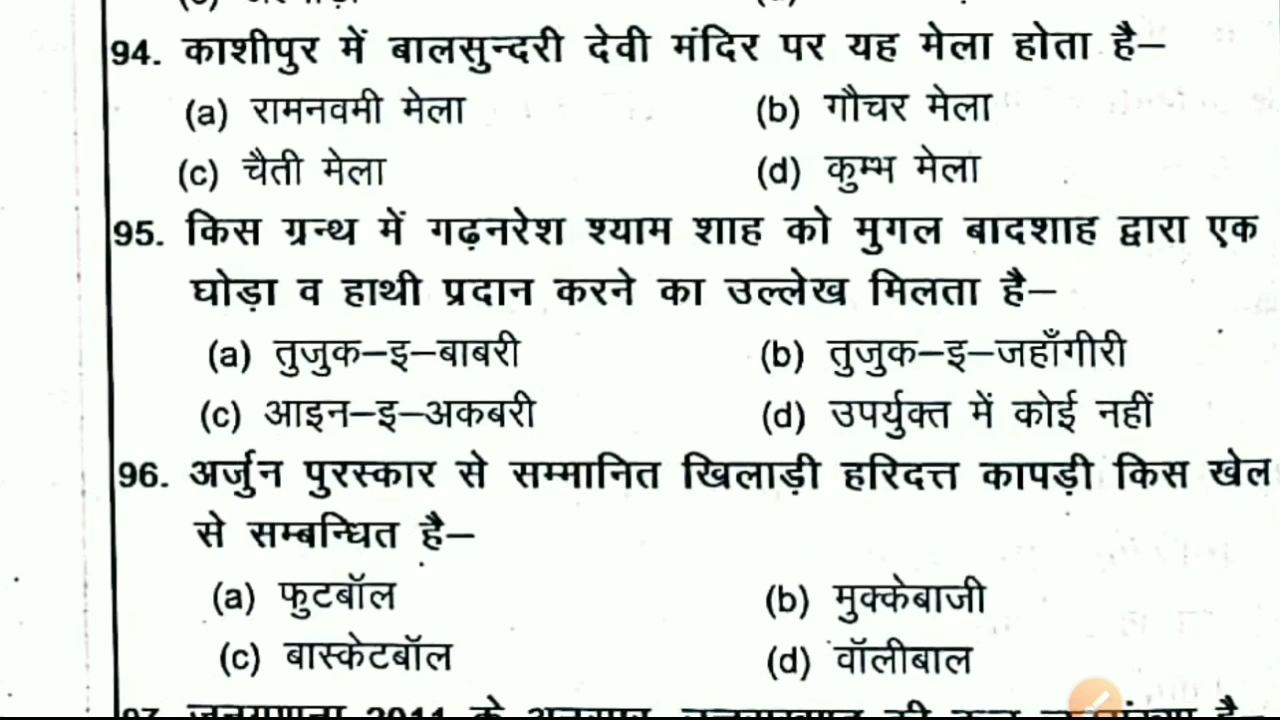 94. काशीपुर में बालसुन्दरी देवी मंदिर पर यह मेला होता है–
(a) रामनवमी मेला (b) गौचर मेला
(c) चैती मेला (d) कुम्भ मेला
95. किस ग्रन्थ में गढ़नरेश श्याम शाह को मुगल बादशाह द्वारा एक
घोड़ा व हाथी प्रदान करने का उल्लेख मिलता है–
(a) तुजुक–इ–बाबरी (b) तुजुक–इ–जहाँगीरी
(c) आइन–इ–अकबरी (d) उपर्युक्त में कोई नहीं
96. अर्जुन पुरस्कार से सम्मानित खिलाड़ी हरिदत्त कापड़ी किस खेल
से सम्बन्धित है–
(a) फुटबॉल (b) मुक्केबाजी
(c) बास्केटबॉल (d) वॉलीबाल